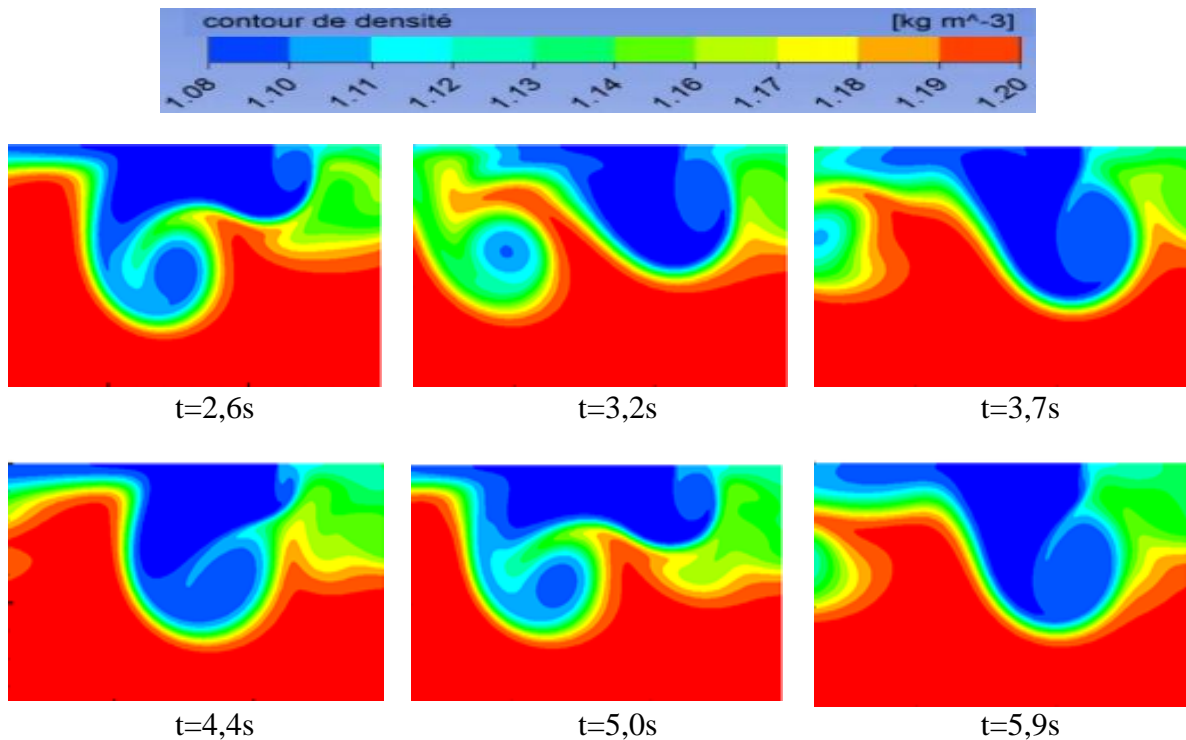 contour de densité [kg m^-3]
1.08 1.10 1.11 1.12 1.13 1.14 1.16 1.17 1.18 1.19 1.20
t=2,6s t=3,2s t=3,7s
t=4,4s t=5,0s t=5,9s